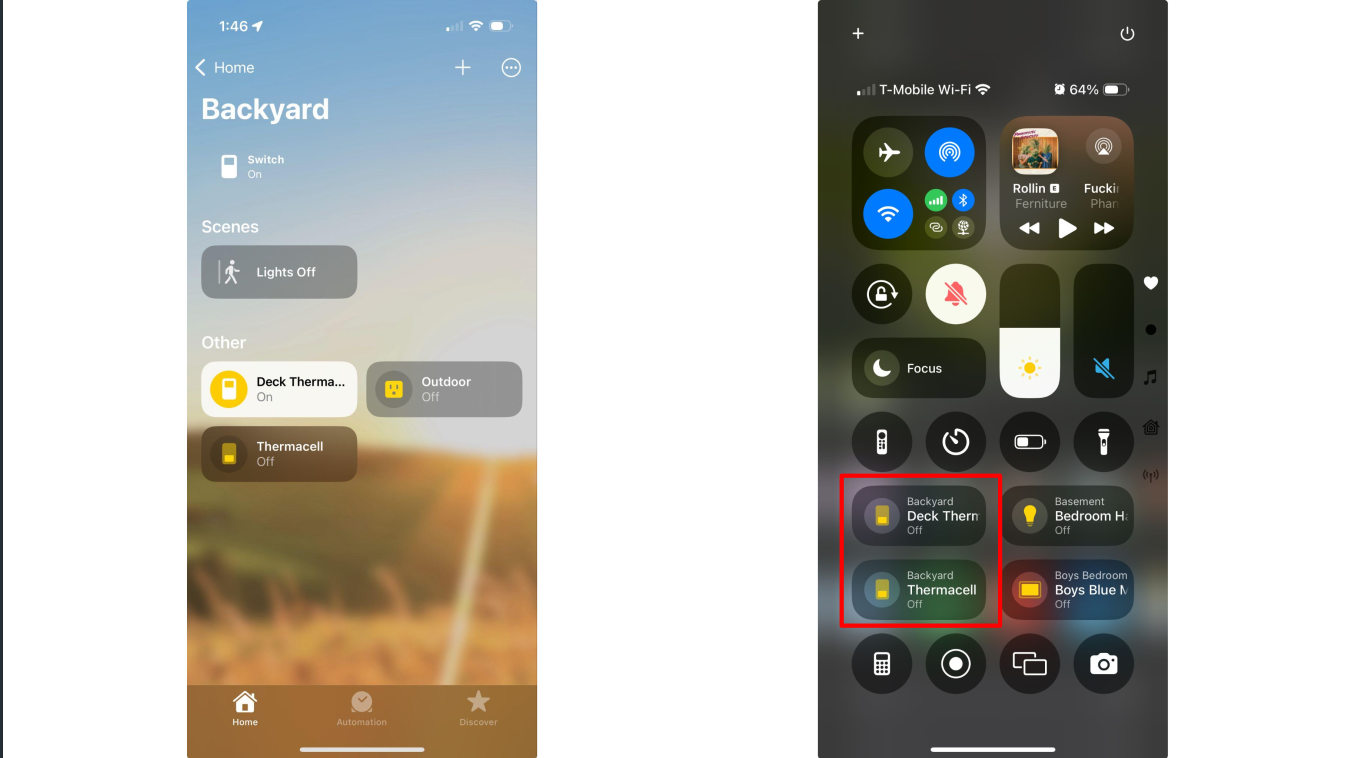 1:46
Home
Backyard
Switch
On
Scenes
Lights Off
Other
Deck Therma...
On
Outdoor
Off
Thermacell
Off
Home
Automation
Discover
T-Mobile Wi-Fi
64%
Rollin E
Ferniture
Fuckin
Phan
Focus
Backyard
Deck Therm
Off
Basement
Bedroom Ha
Off
Backyard
Thermacell
Off
Boys Bedroom
Boys Blue M
Off